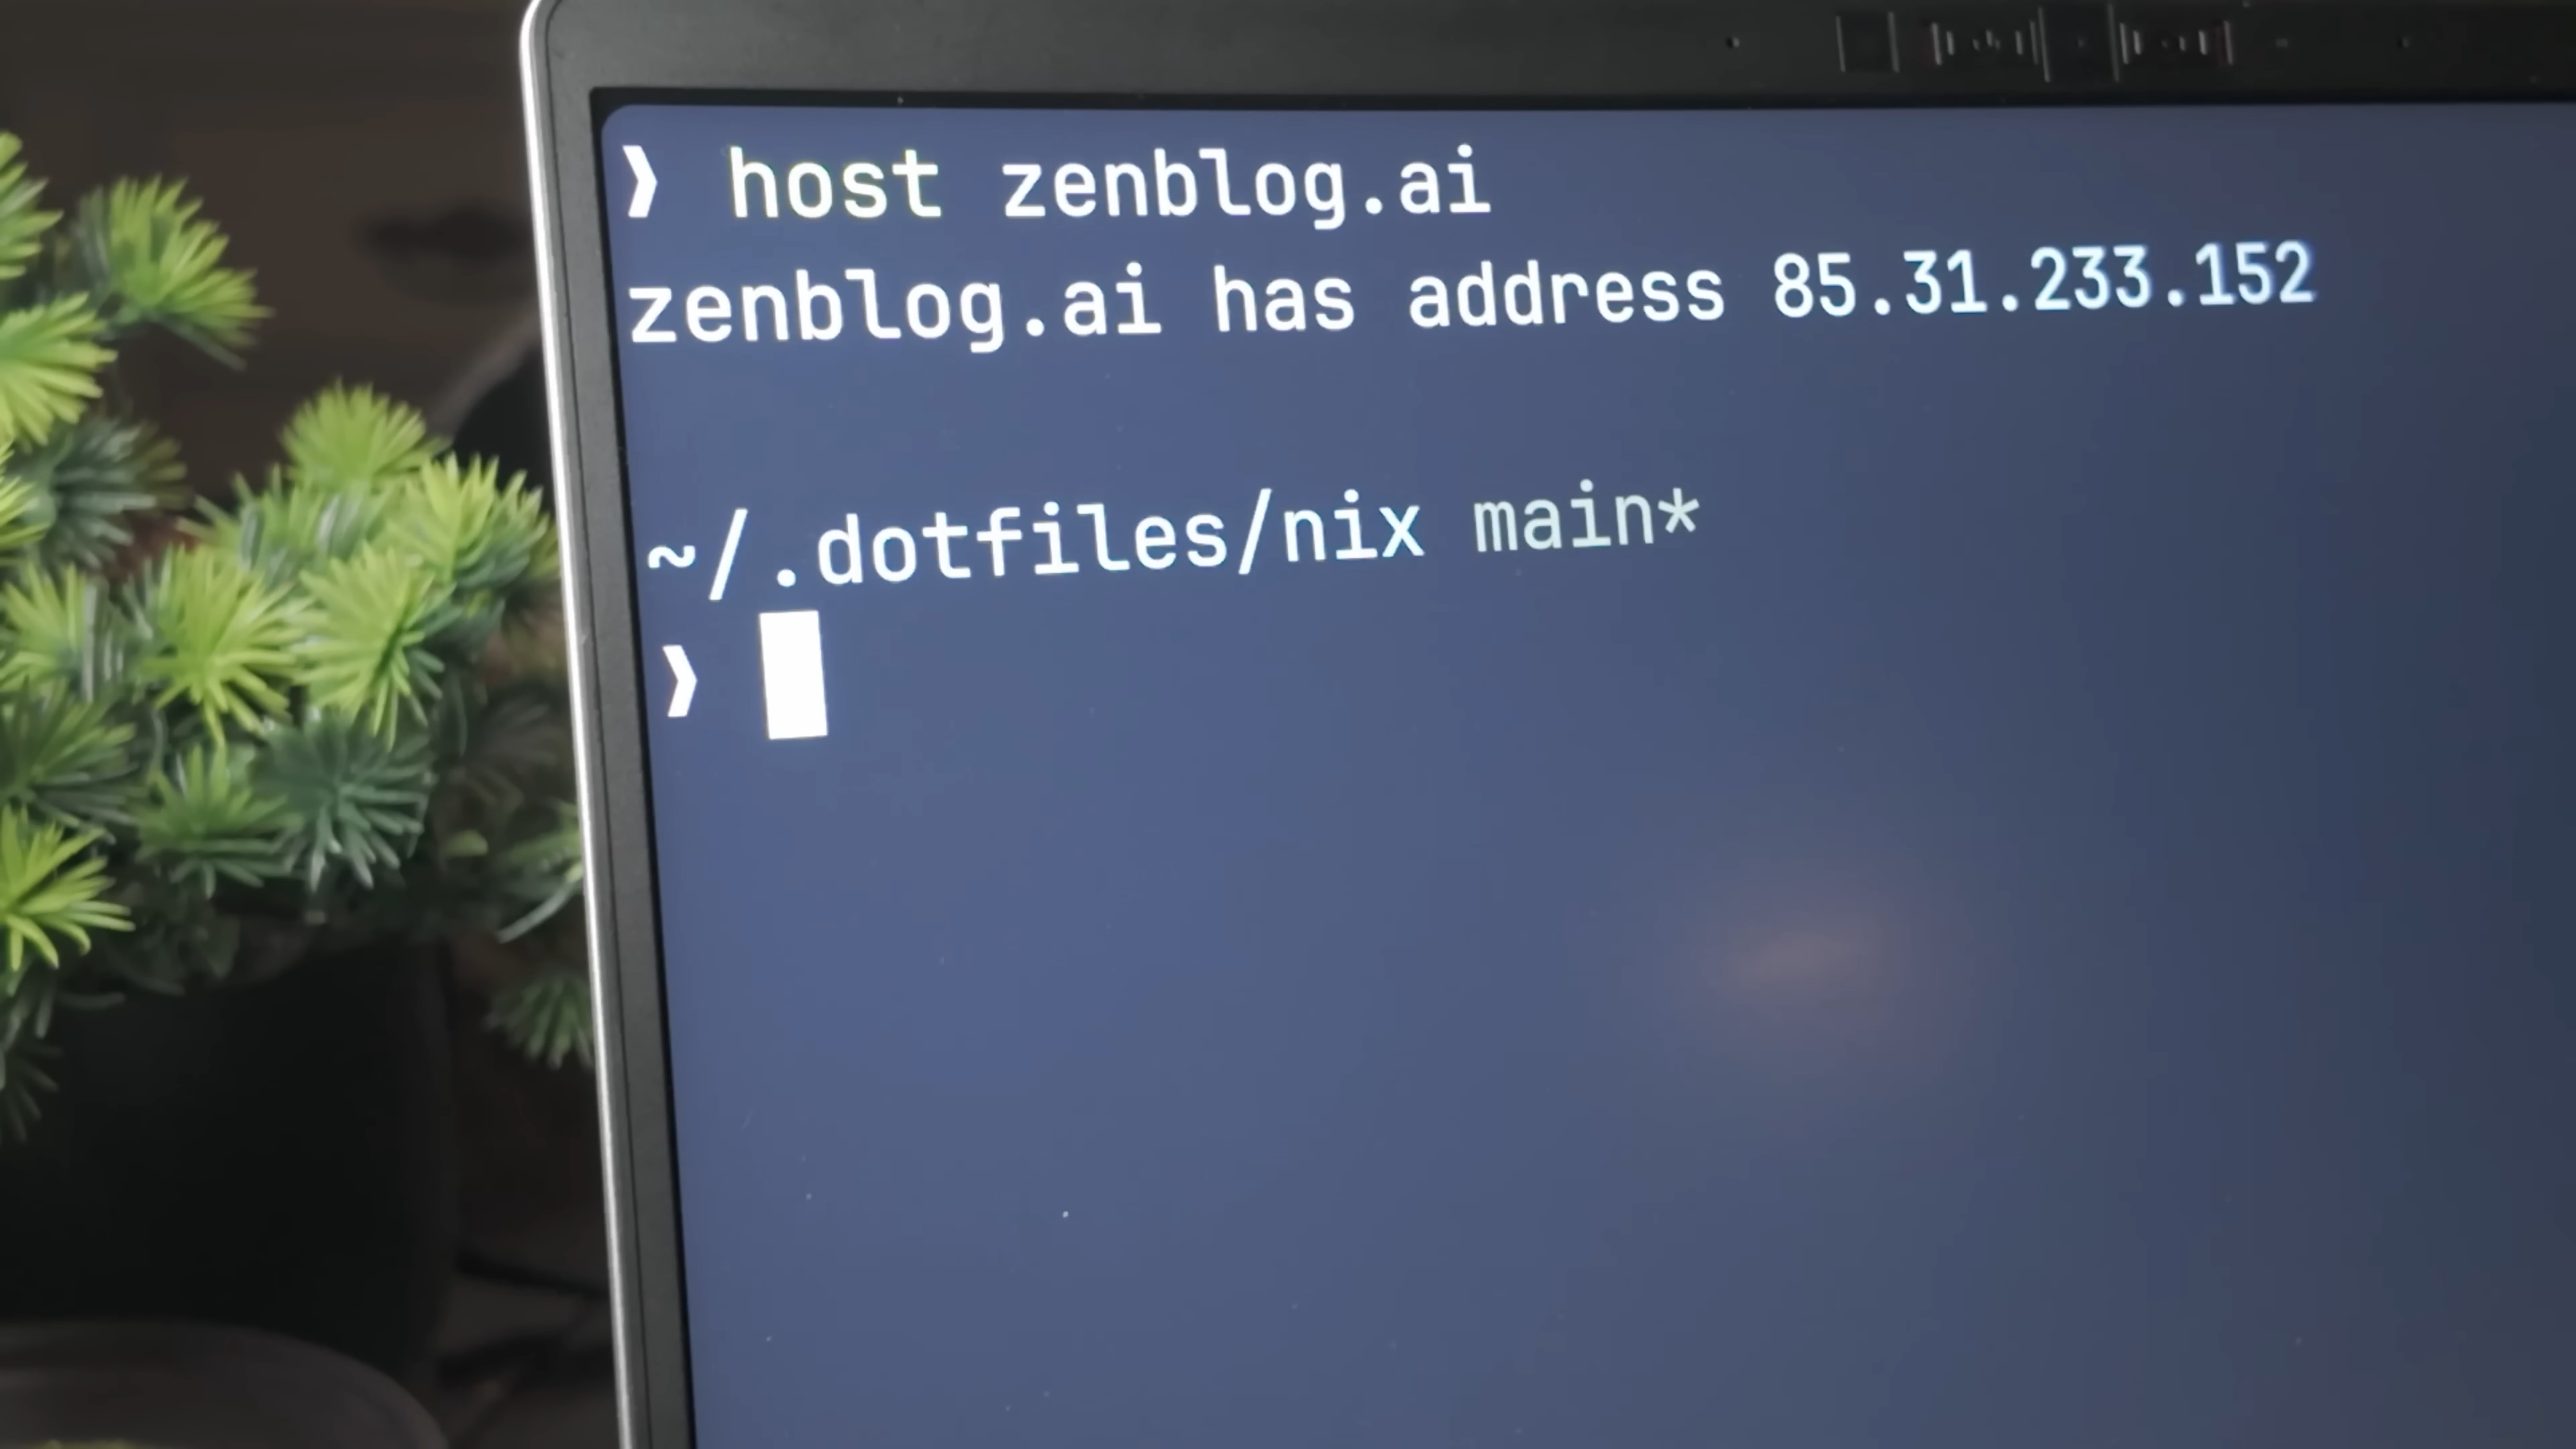 ❯ host zenblog.ai
zenblog.ai has address 85.31.233.152
~/.dotfiles/nix main*
❯